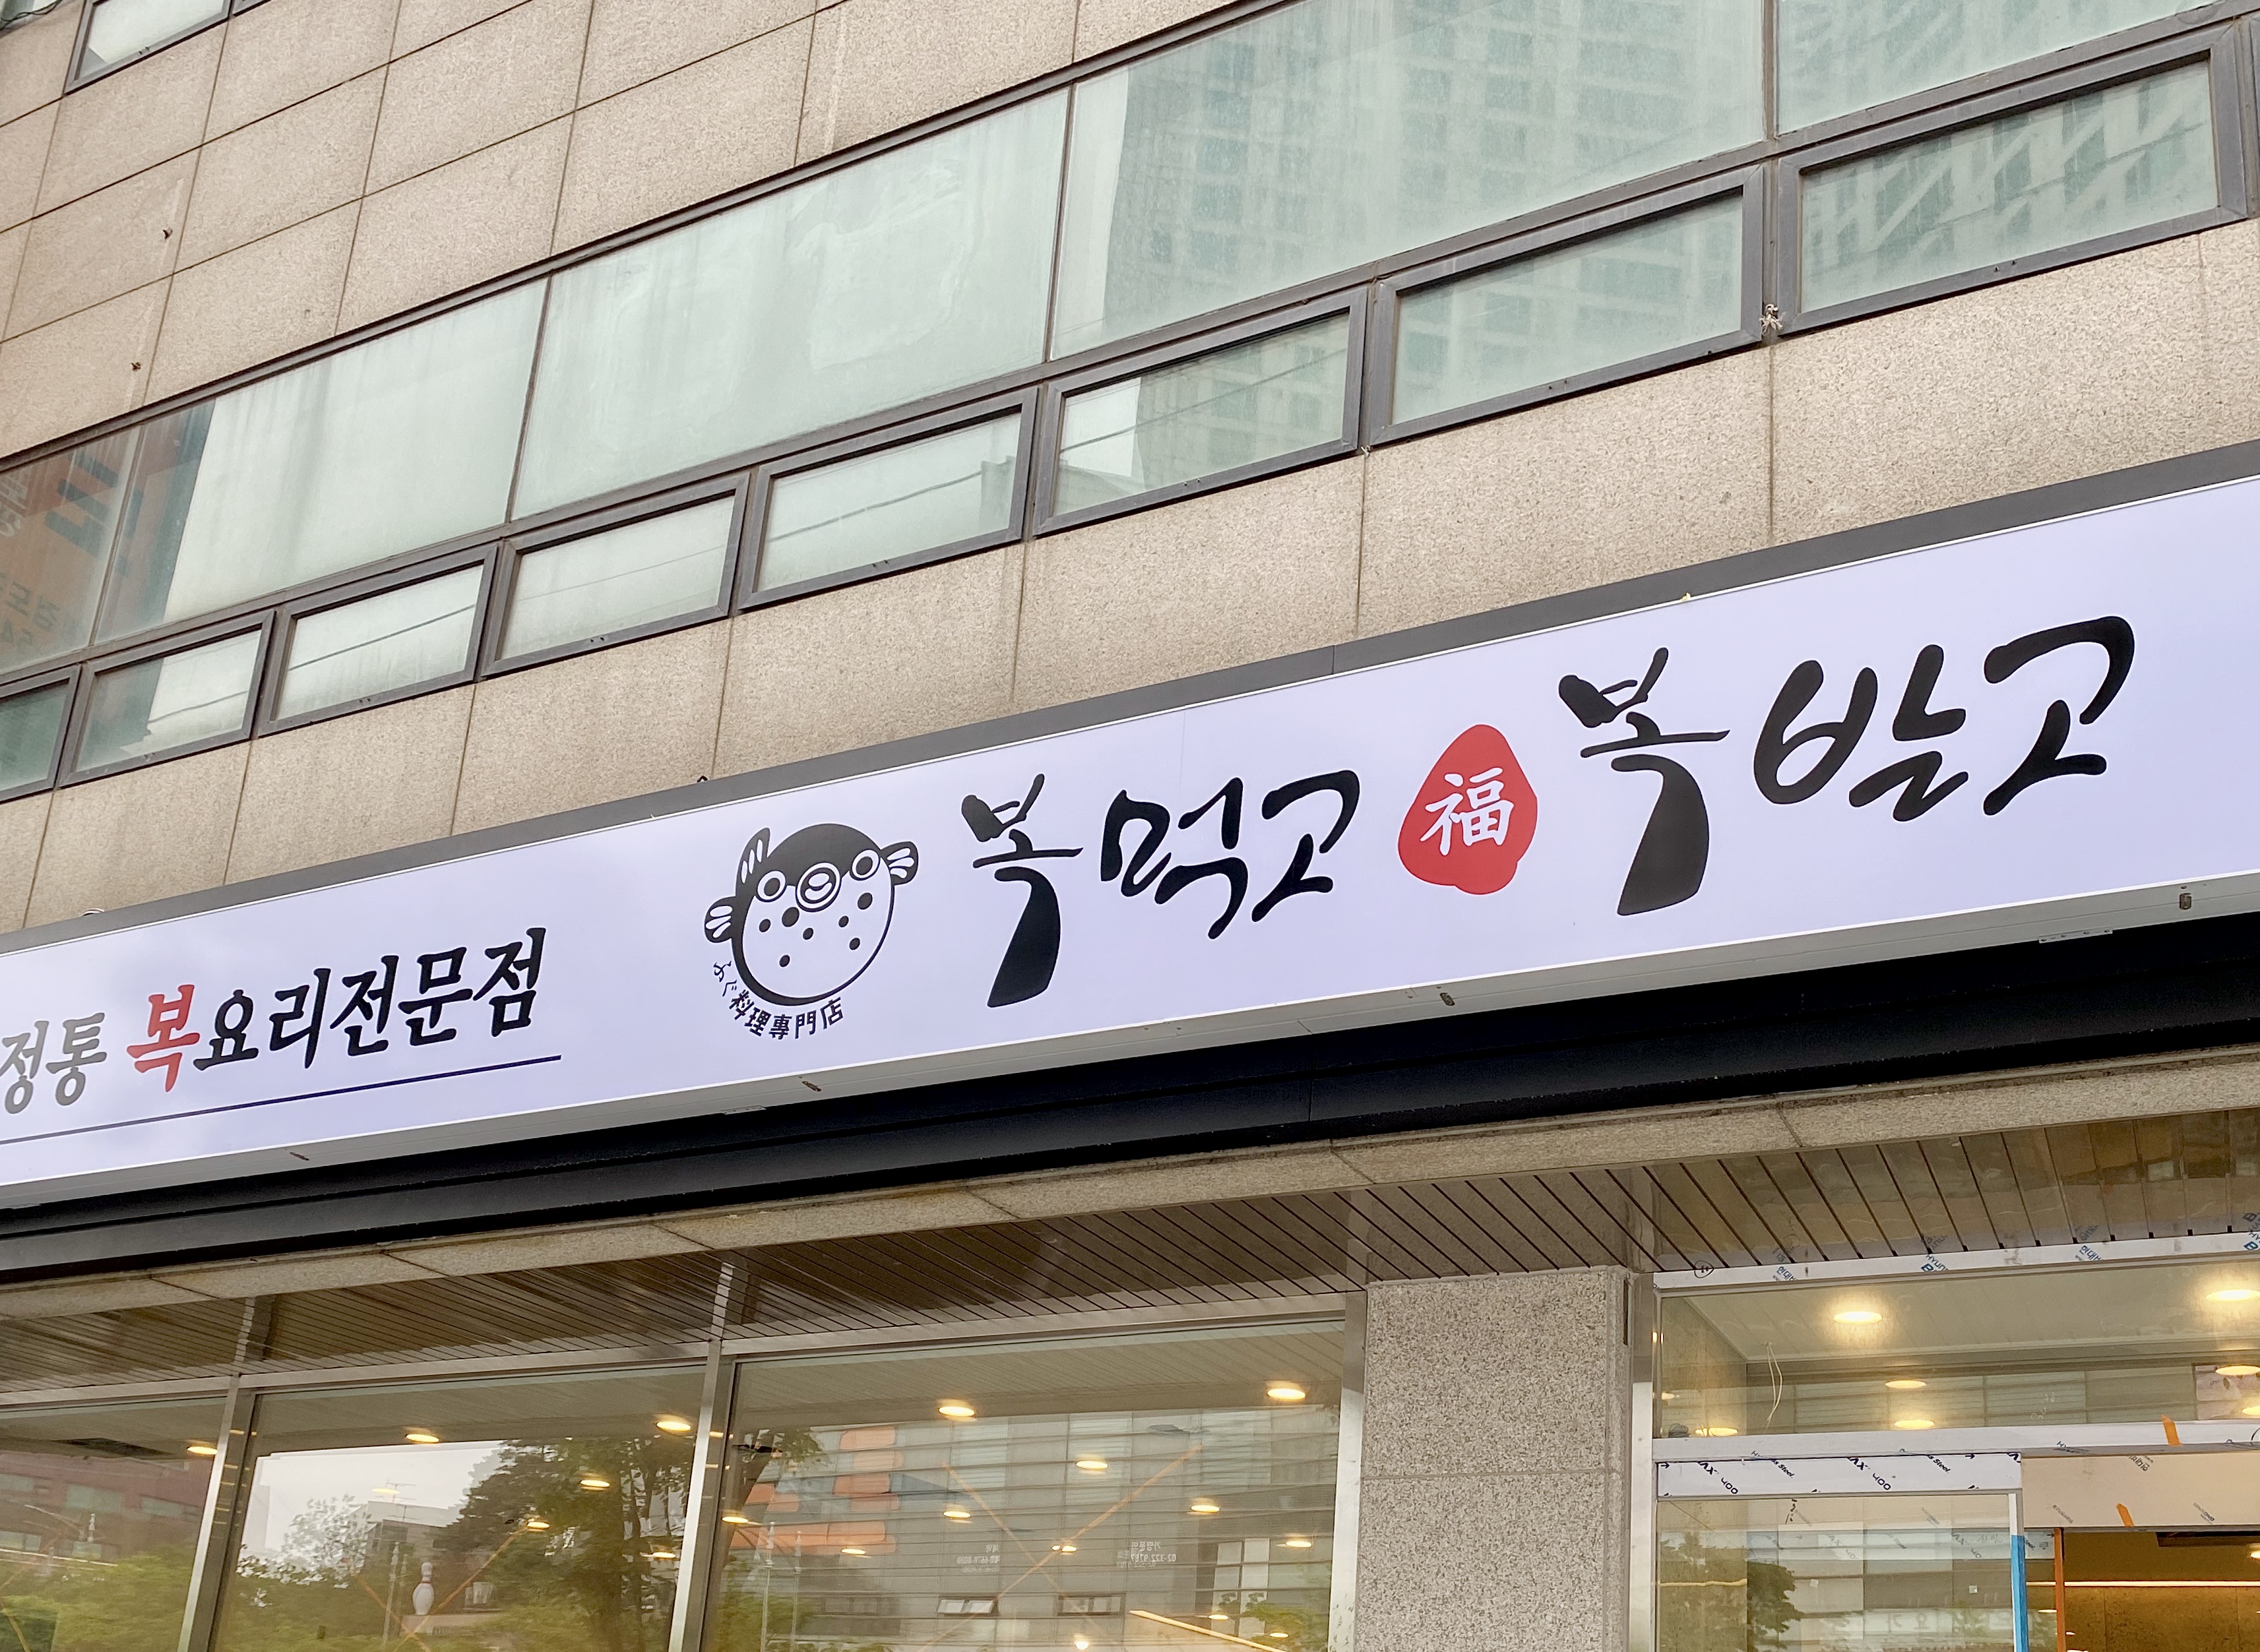 정통 복요리전문점
ふぐ料理專門店
복먹고 福 복받고